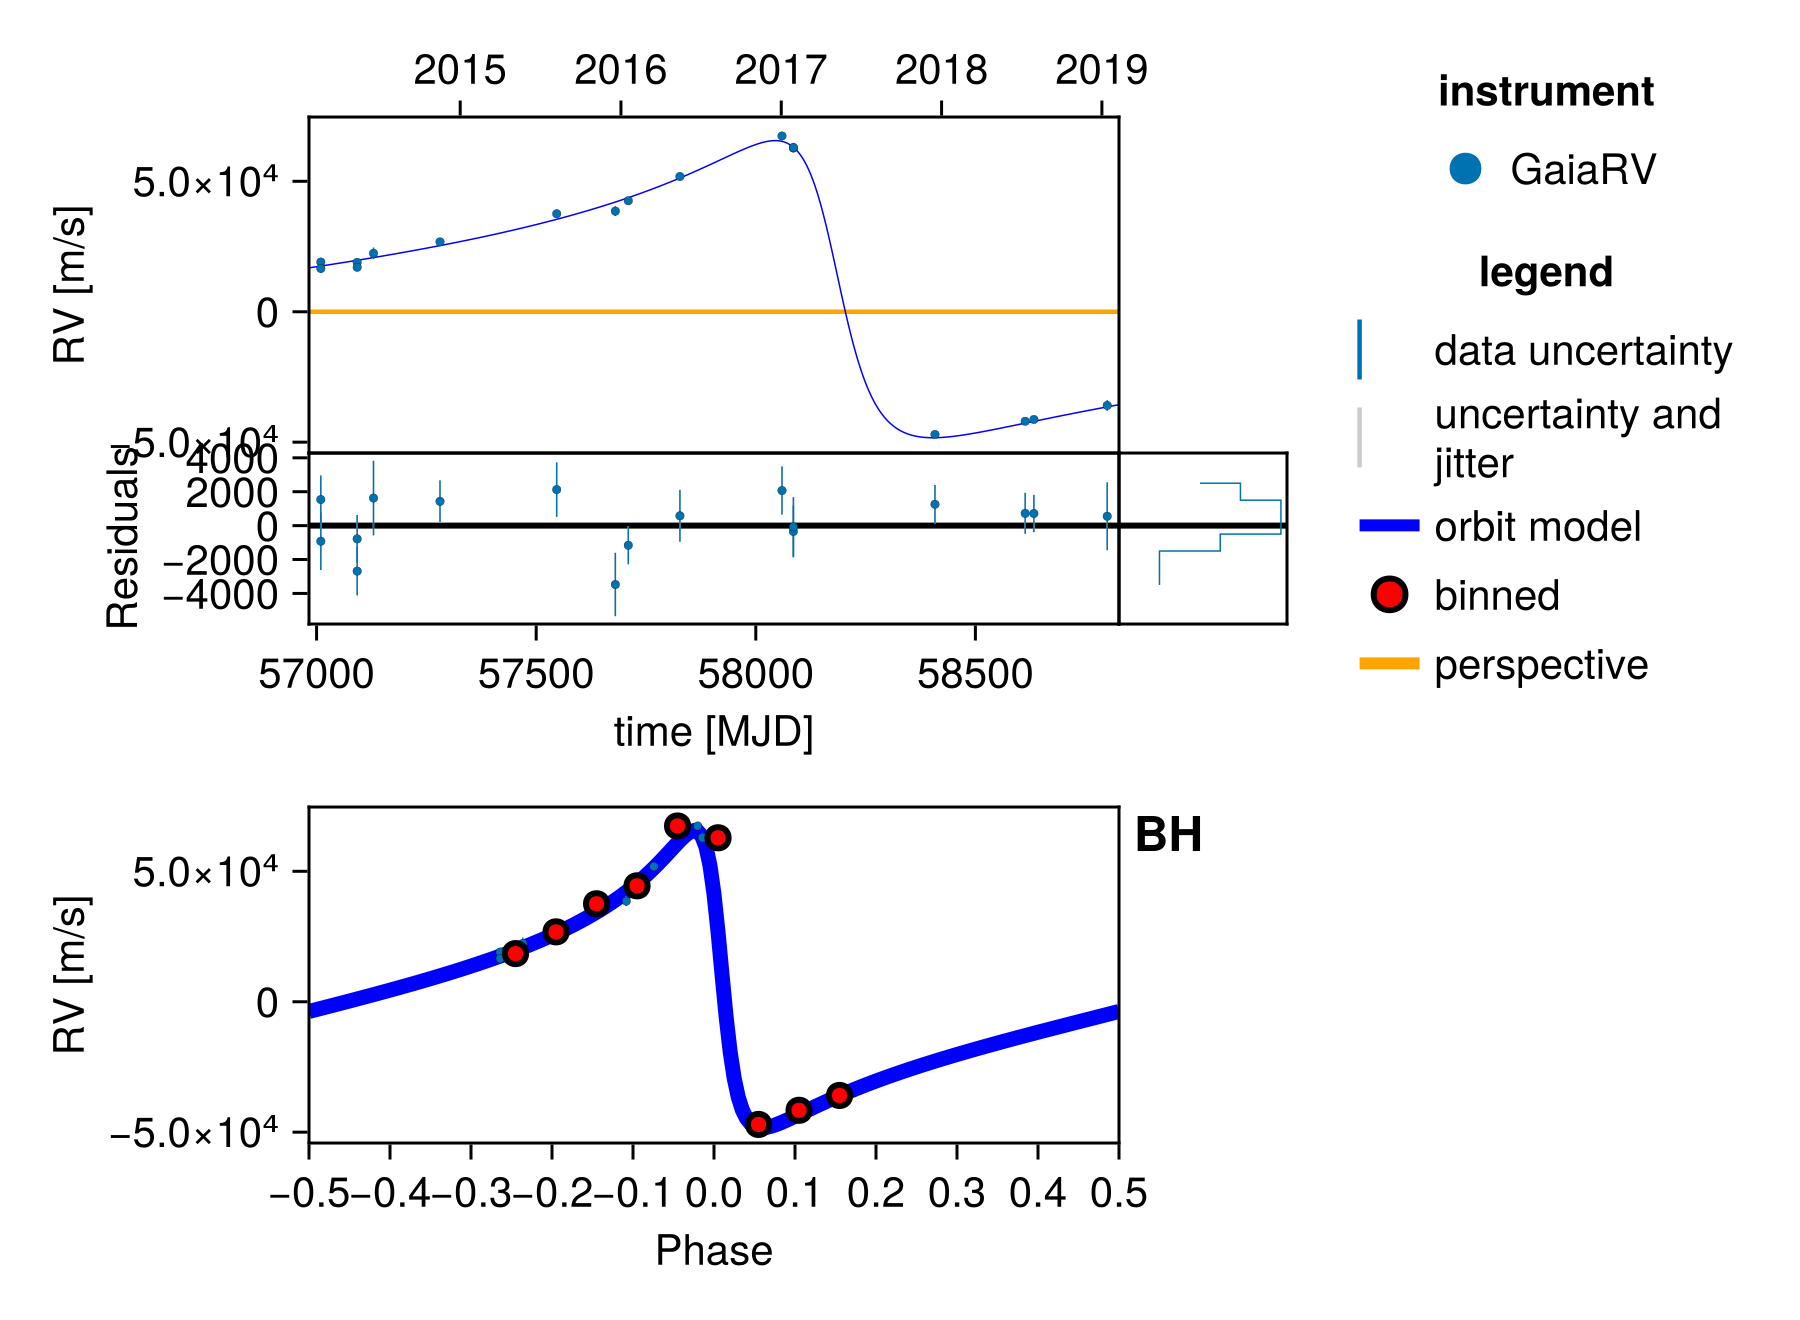 2015 2016 2017 2018 2019
5.0×10⁴
0
5.0×10⁴
RV [m/s]
4000
2000
0
−2000
−4000
Residuals
57000 57500 58000 58500
time [MJD]
instrument
GaiaRV
legend
data uncertainty
uncertainty and
jitter
orbit model
binned
perspective
BH
5.0×10⁴
0
−5.0×10⁴
RV [m/s]
−0.5 −0.4 −0.3 −0.2 −0.1 0.0 0.1 0.2 0.3 0.4 0.5
Phase